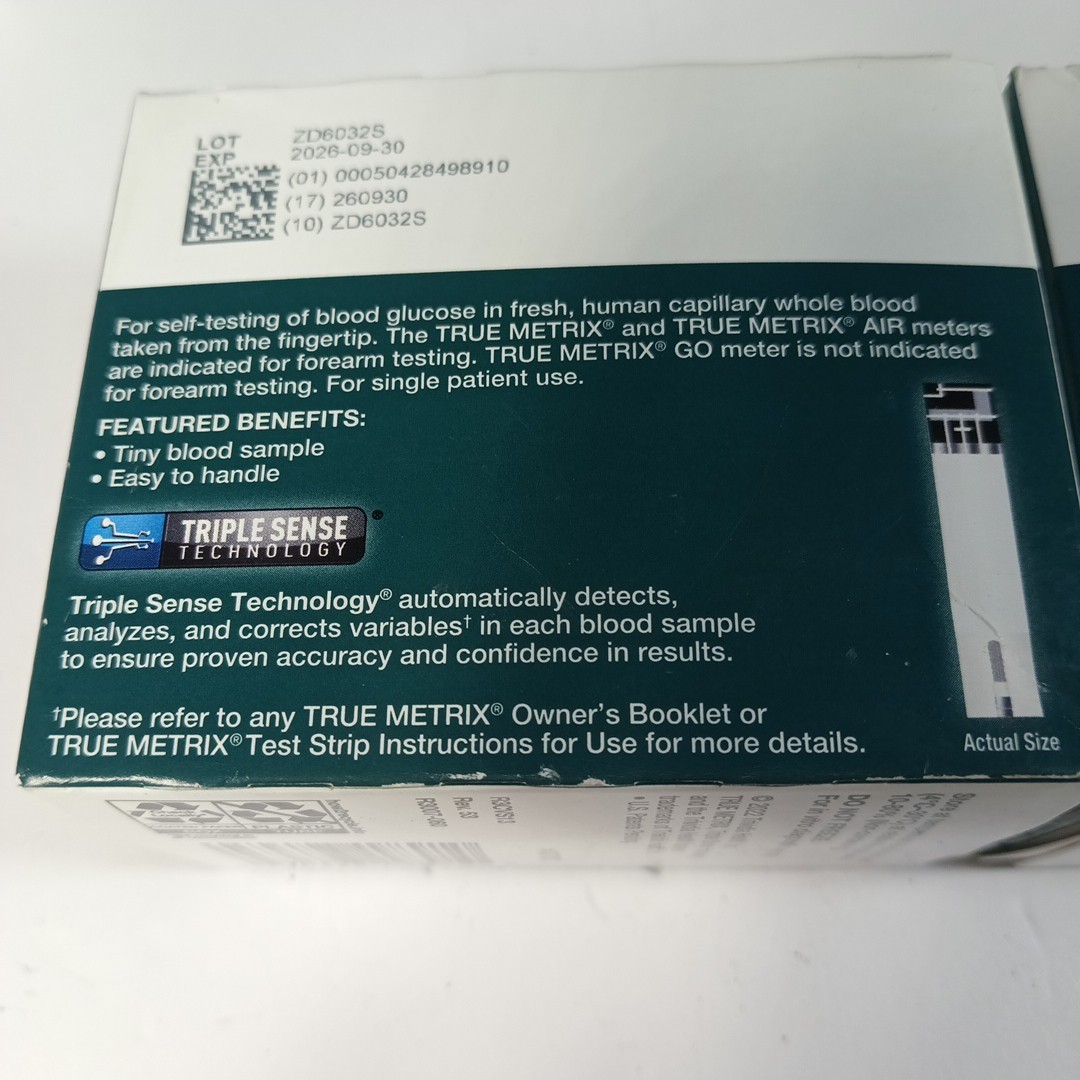 LOT ZD6032S
EXP 2026-09-30
(01) 00050428498910
(17) 260930
(10) ZD6032S
For self-testing of blood glucose in fresh, human capillary whole blood
taken from the fingertip. The TRUE METRIX® and TRUE METRIX® AIR meters
are indicated for forearm testing. TRUE METRIX® GO meter is not indicated
for forearm testing. For single patient use.
FEATURED BENEFITS:
• Tiny blood sample
• Easy to handle
TRIPLE SENSE ®
TECHNOLOGY
Triple Sense Technology® automatically detects,
analyzes, and corrects variables† in each blood sample
to ensure proven accuracy and confidence in results.
†Please refer to any TRUE METRIX® Owner's Booklet or
TRUE METRIX® Test Strip Instructions for Use for more details.
Actual Size
Rev. 53